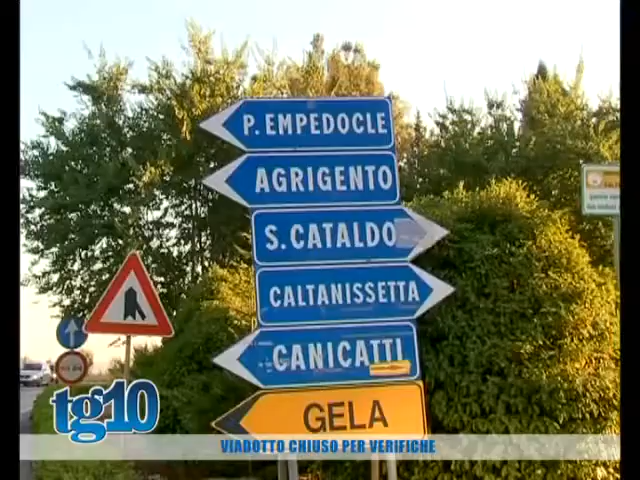 P. EMPEDOCLE
AGRIGENTO
S. CATALDO
CALTANISSETTA
CANICATTI
GELA
tg10
VIADOTTO CHIUSO PER VERIFICHE